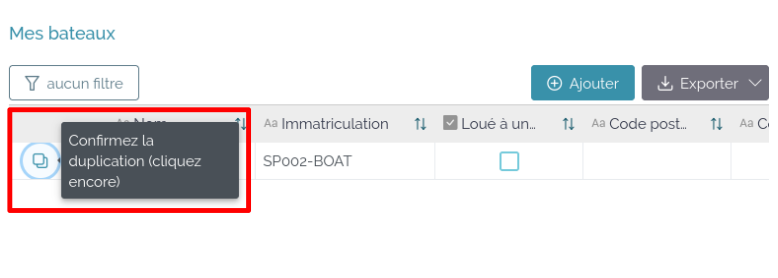 Mes bateaux
aucun filtre
Ajouter
Exporter
Aa Nom
Aa Immatriculation
Loué à un...
Aa Code post...
Aa
Confirmez la
duplication (cliquez
encore)
SP002-BOAT